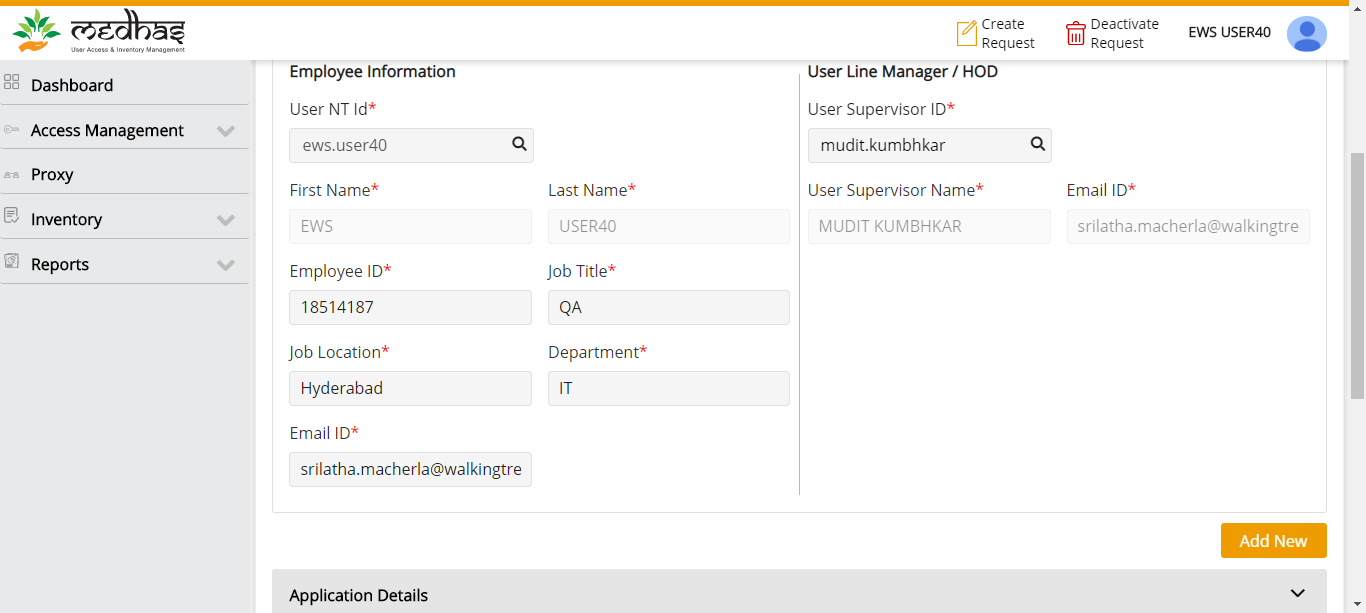 medhas
User Access & Inventory Management
Create
Request
Deactivate
Request
EWS USER40
Dashboard
Access Management
Proxy
Inventory
Reports
Employee Information
User NT Id*
ews.user40
First Name*
Last Name*
EWS
USER40
Employee ID*
Job Title*
18514187
QA
Job Location*
Department*
Hyderabad
IT
Email ID*
srilatha.macherla@walkingtre
User Line Manager / HOD
User Supervisor ID*
mudit.kumbhkar
User Supervisor Name*
Email ID*
MUDIT KUMBHKAR
srilatha.macherla@walkingtre
Add New
Application Details